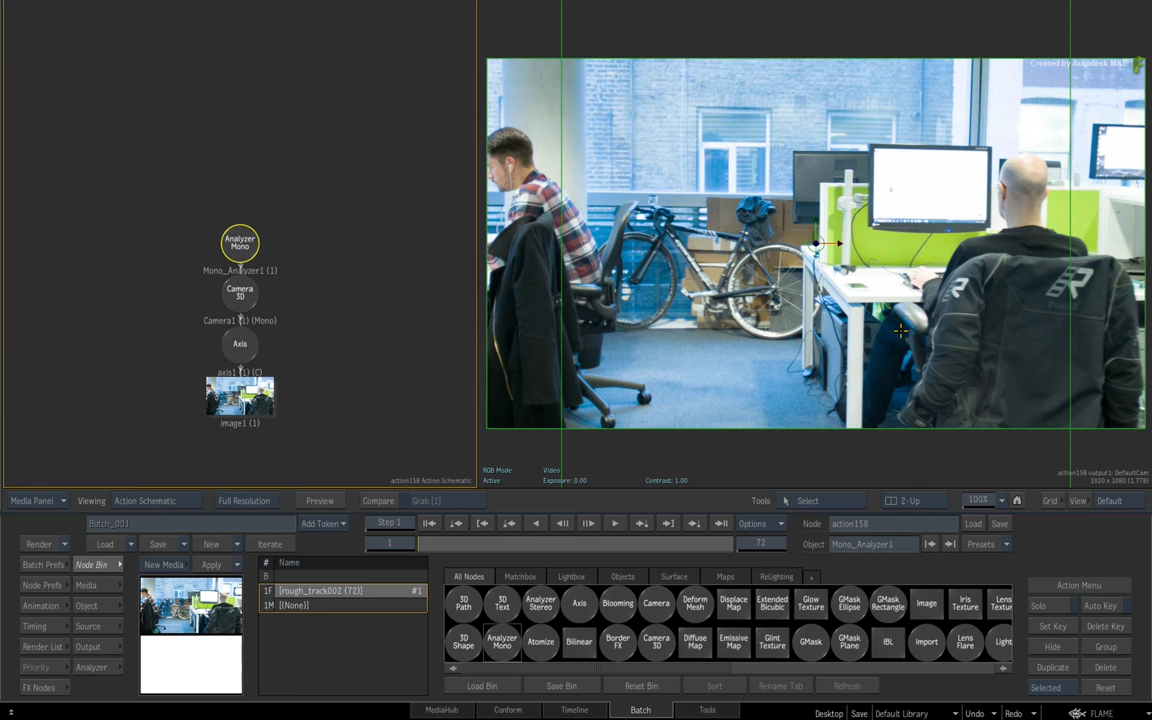 Created by Autodesk M&E
Analyzer
Mono
Mono_Analyzer1 (1)
Camera
3D
Camera1 (1) (Mono)
Axis
axis1 (1) (C)
image1 (1)
action158 Action Schematic
RGB Mode
Active
Video
Exposure: 0.00
Contrast: 1.00
action158 output1: DefaultCam
1920 x 1080 (1.778)
Media Panel Viewing Action Schematic Full Resolution Preview Compare Grab [1] Tools Select 2-Up 100% Grid View Default
Batch_001 Add Token Step 1 Options Node action158 Load Save
Render Load Save New Iterate 1 72 Object Mono_Analyzer1 Presets
Batch Prefs Node Bin New Media Apply
# Name
B
1F [rough_track002 (72)] #1
1M [(None)]
Node Prefs Media
Animation Object
Timing Source
Render List Output
Priority Analyzer
FX Nodes
All Nodes Matchbox Lightbox Objects Surface Maps ReLighting +
3D Path
3D Text
Analyzer Stereo
Axis
Blooming
Camera
Deform Mesh
Displace Map
Extended Bicubic
Glow Texture
GMask Ellipse
GMask Rectangle
Image
Iris Texture
Lens
3D Shape
Analyzer Mono
Atomize
Bilinear
Border FX
Camera 3D
Diffuse Map
Emissive Map
Glint Texture
GMask
GMask Plane
IBL
Import
Lens Flare
Light
Load Bin Save Bin Reset Bin Sort Rename Tab Refresh
Action Menu
Solo Auto Key
Set Key Delete Key
Hide Group
Duplicate Delete
Selected Reset
MediaHub Conform Timeline Batch Tools
Desktop Save Default Library Undo Redo FLAME